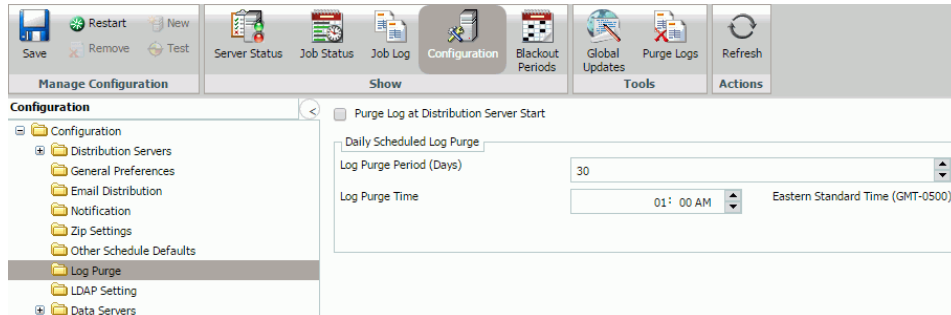 Restart New
Save Remove Test
Server Status Job Status Job Log Configuration Blackout Periods Global Updates Purge Logs Refresh
Manage Configuration Show Tools Actions
Configuration
Purge Log at Distribution Server Start
Configuration
Distribution Servers
Daily Scheduled Log Purge
General Preferences
Log Purge Period (Days) 30
Email Distribution
Notification
Log Purge Time 01: 00 AM Eastern Standard Time (GMT-0500)
Zip Settings
Other Schedule Defaults
Log Purge
LDAP Setting
Data Servers